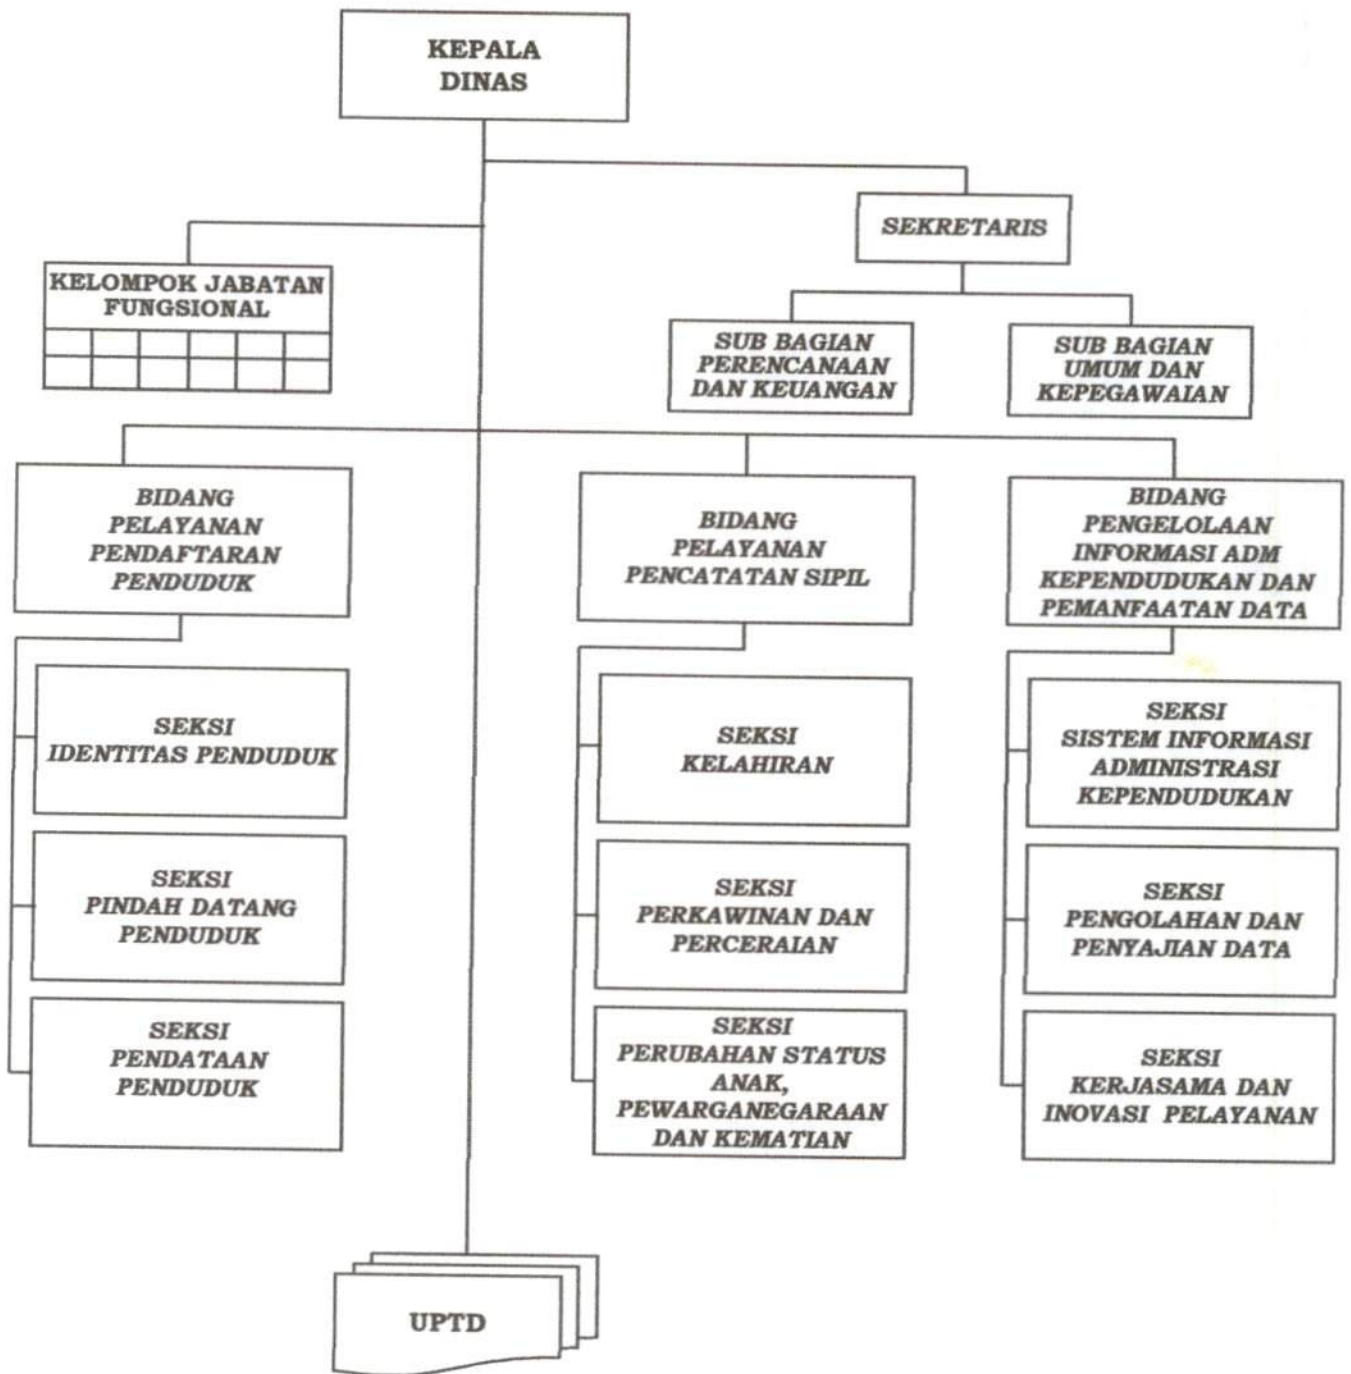 KEPALA
DINAS
SEKRETARIS
KELOMPOK JABATAN
FUNGSIONAL
SUB BAGIAN
PERENCANAAN
DAN KEUANGAN
SUB BAGIAN
UMUM DAN
KEPEGAWAIAN
BIDANG
PELAYANAN
PENDAFTARAN
PENDUDUK
BIDANG
PELAYANAN
PENCATATAN SIPIL
BIDANG
PENGELOLAAN
INFORMASI ADM
KEPENDUDUKAN DAN
PEMANFAATAN DATA
SEKSI
IDENTITAS PENDUDUK
SEKSI
KELAHIRAN
SEKSI
SISTEM INFORMASI
ADMINISTRASI
KEPENDUDUKAN
SEKSI
PINDAH DATANG
PENDUDUK
SEKSI
PERKAWINAN DAN
PERCERAIAN
SEKSI
PENGOLAHAN DAN
PENYAJIAN DATA
SEKSI
PENDATAAN
PENDUDUK
SEKSI
PERUBAHAN STATUS
ANAK,
PEWARGANEGARAAN
DAN KEMATIAN
SEKSI
KERJASAMA DAN
INOVASI PELAYANAN
UPTD